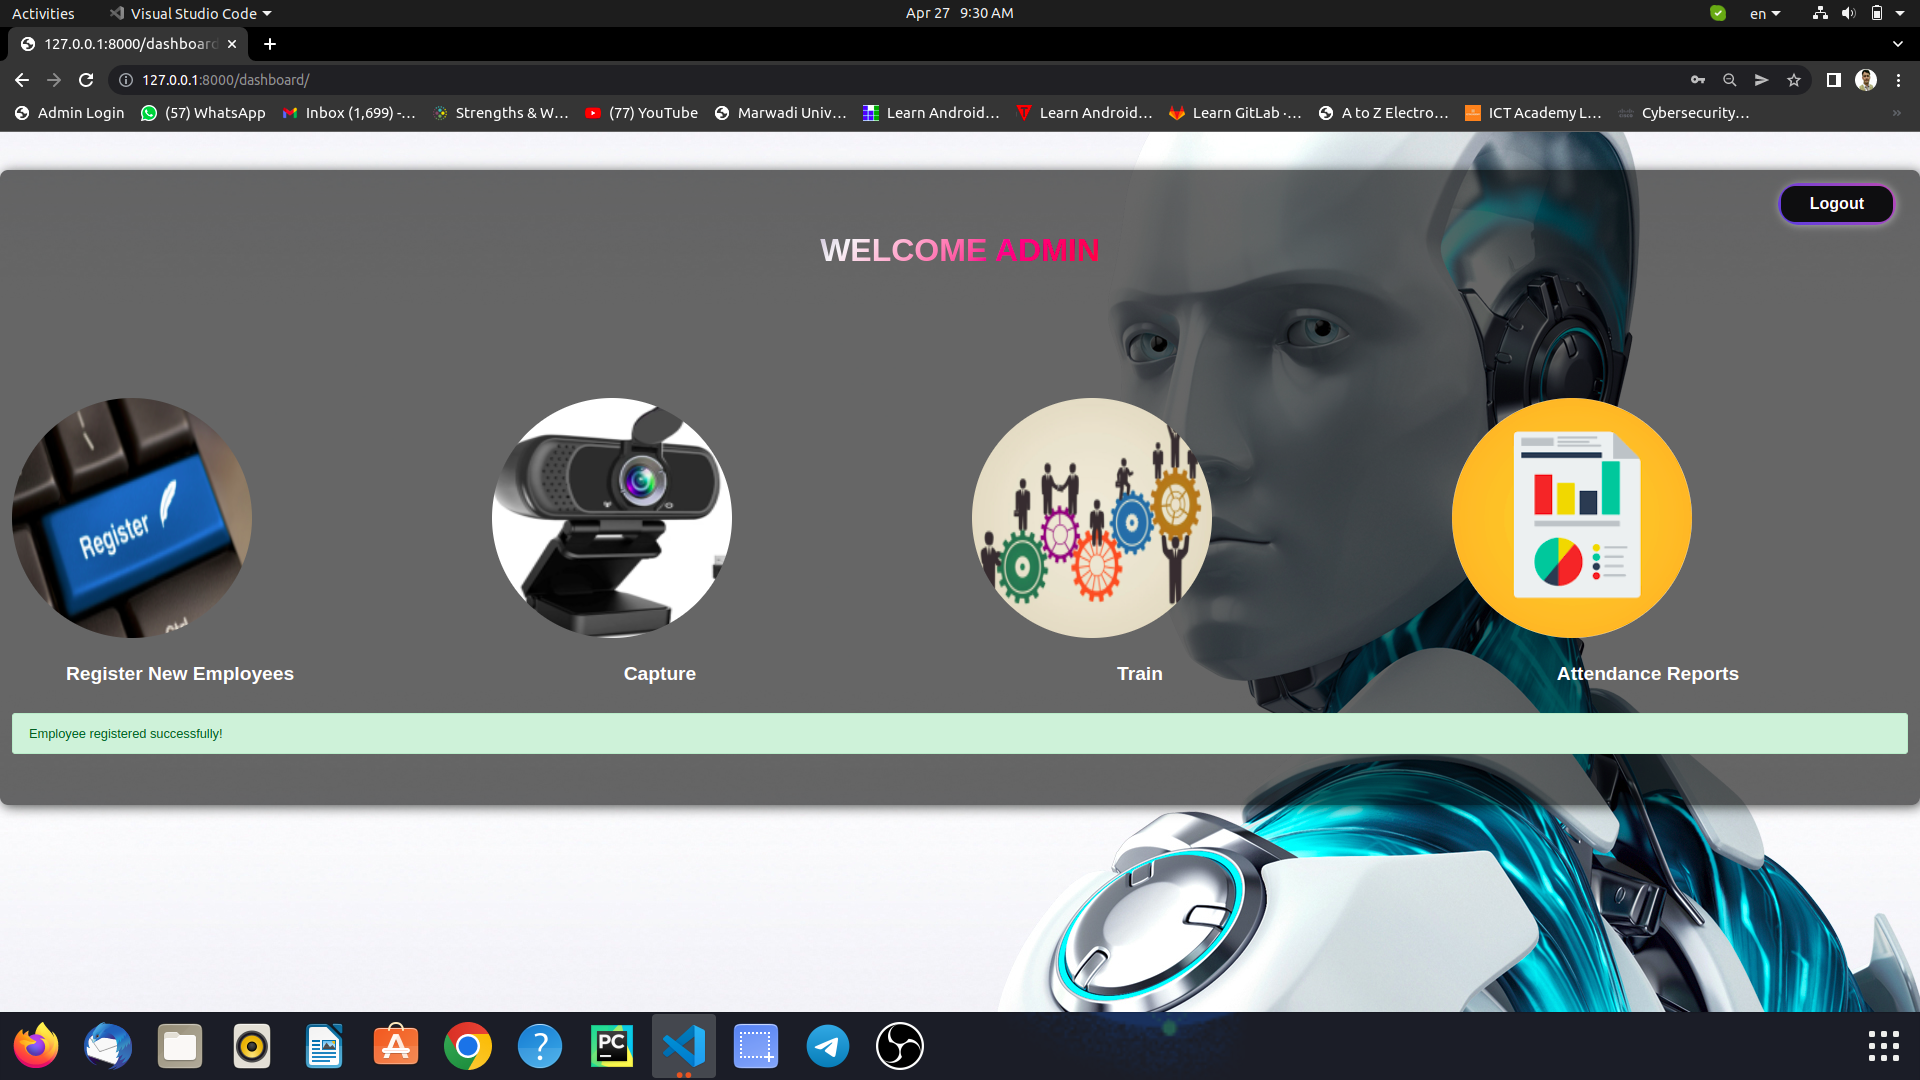 Activities
Visual Studio Code
Apr 27 9:30 AM
en
127.0.0.1:8000/dashboard
127.0.0.1:8000/dashboard/
Admin Login
(57) WhatsApp
Inbox (1,699) -...
Strengths & W...
(77) YouTube
Marwadi Univ...
Learn Android...
Learn Android...
Learn GitLab -...
A to Z Electro...
ICT Academy L...
Cybersecurity...
Logout
WELCOME ADMIN
Register
Ctrl
Register New Employees
Capture
Train
Attendance Reports
Employee registered successfully!
PC